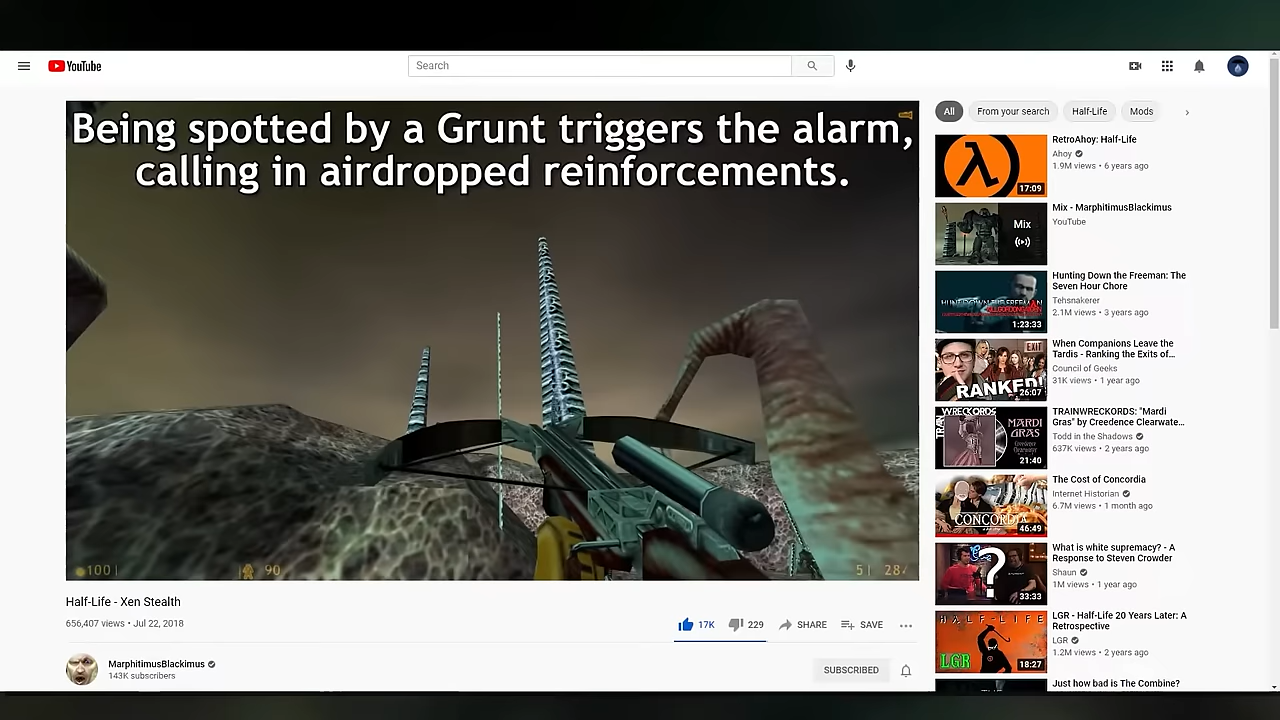 YouTube
Search
Being spotted by a Grunt triggers the alarm,
calling in airdropped reinforcements.
100
90
5 | 284
Half-Life - Xen Stealth
656,407 views • Jul 22, 2018
17K
229
SHARE
SAVE
MarphitimusBlackimus
143K subscribers
SUBSCRIBED
All
From your search
Half-Life
Mods
17:09
RetroAhoy: Half-Life
Ahoy
1.9M views • 6 years ago
Mix
Mix - MarphitimusBlackimus
YouTube
1:23:33
Hunting Down the Freeman: The
Seven Hour Chore
Tehsnakerer
2.1M views • 3 years ago
EXIT
RANKED!
26:07
When Companions Leave the
Tardis - Ranking the Exits of...
Council of Geeks
31K views • 1 year ago
TRAINWRECKORDS
MARDI
GRAS
21:40
TRAINWRECKORDS: "Mardi
Gras" by Creedence Clearwate...
Todd in the Shadows
637K views • 2 years ago
CONCORDIA
46:49
The Cost of Concordia
Internet Historian
6.7M views • 1 month ago
?
33:33
What is white supremacy? - A
Response to Steven Crowder
Shaun
1M views • 1 year ago
HALF-LIFE
LGR
18:27
LGR - Half-Life 20 Years Later: A
Retrospective
LGR
1.2M views • 2 years ago
Just how bad is The Combine?